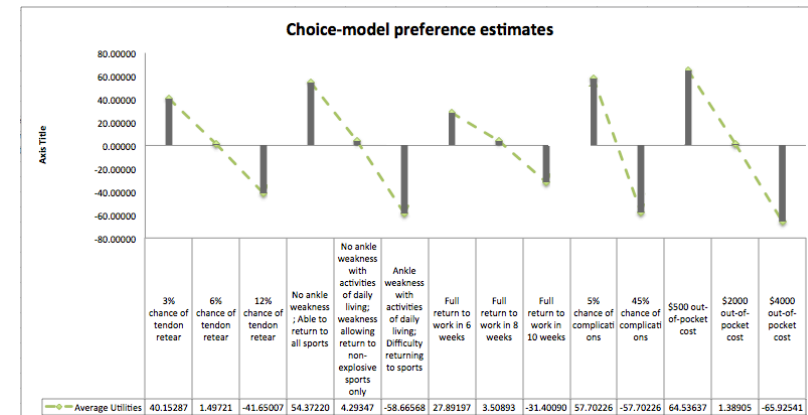 Choice-model preference estimates
80.00000
60.00000
40.00000
20.00000
0.00000
-20.00000
-40.00000
-60.00000
-80.00000
Axis Title
3%
chance of
tendon
retear
6%
chance of
tendon
retear
12%
chance of
tendon
retear
No ankle
weakness
; Able to
return to
all sports
No ankle
weakness
with
activities
of daily
living;
weakness
allowing
return to
non-
explosive
sports
only
Ankle
weakness
with
activities
of daily
living;
Difficulty
returning
to sports
Full
return to
work in 6
weeks
Full
return to
work in 8
weeks
Full
return to
work in
10 weeks
5%
chance of
complicati
ons
45%
chance of
complicati
ons
$500 out-
of-pocket
cost
$2000
out-of-
pocket
cost
$4000
out-of-
pocket
cost
Average Utilities 40.15287 1.49721 -41.65007 54.37220 4.29347 -58.66568 27.89197 3.50893 -31.40090 57.70226 -57.70226 64.53637 1.38905 -65.92541